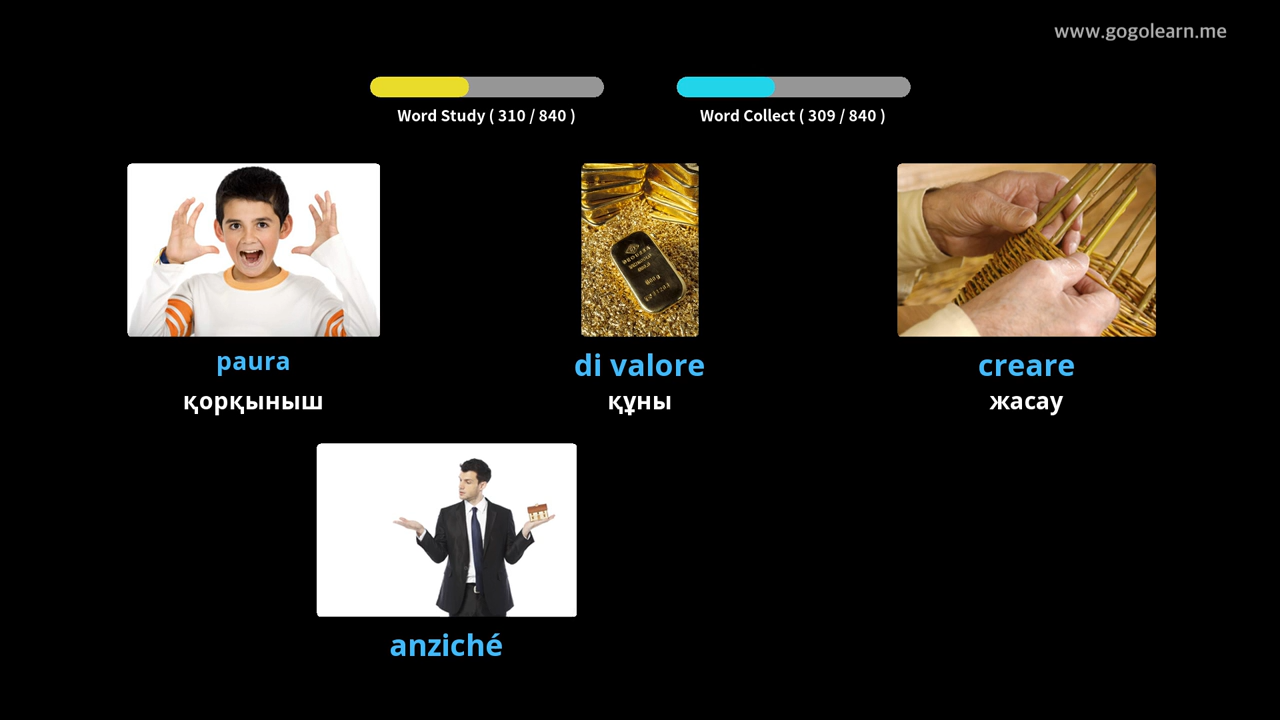 www.gogolearn.me
Word Study ( 310 / 840 )
Word Collect ( 309 / 840 )
paura
di valore
creare
қорқыныш
құны
жасау
anziché